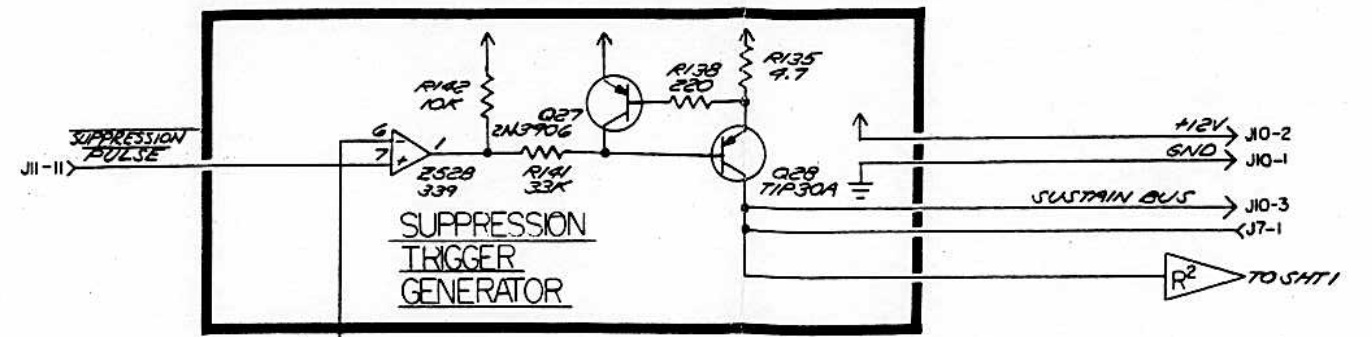 R142
10K
Q27
2N3906
R138
220
R135
4.7
SUPPRESSION
PULSE
J11-11
6
-
7
+
1
Z52B
339
R141
33K
Q28
TIP30A
+12V
J10-2
GND
J10-1
SUSTAIN BUS
J10-3
J7-1
R2
TO SHT 1
SUPPRESSION
TRIGGER
GENERATOR